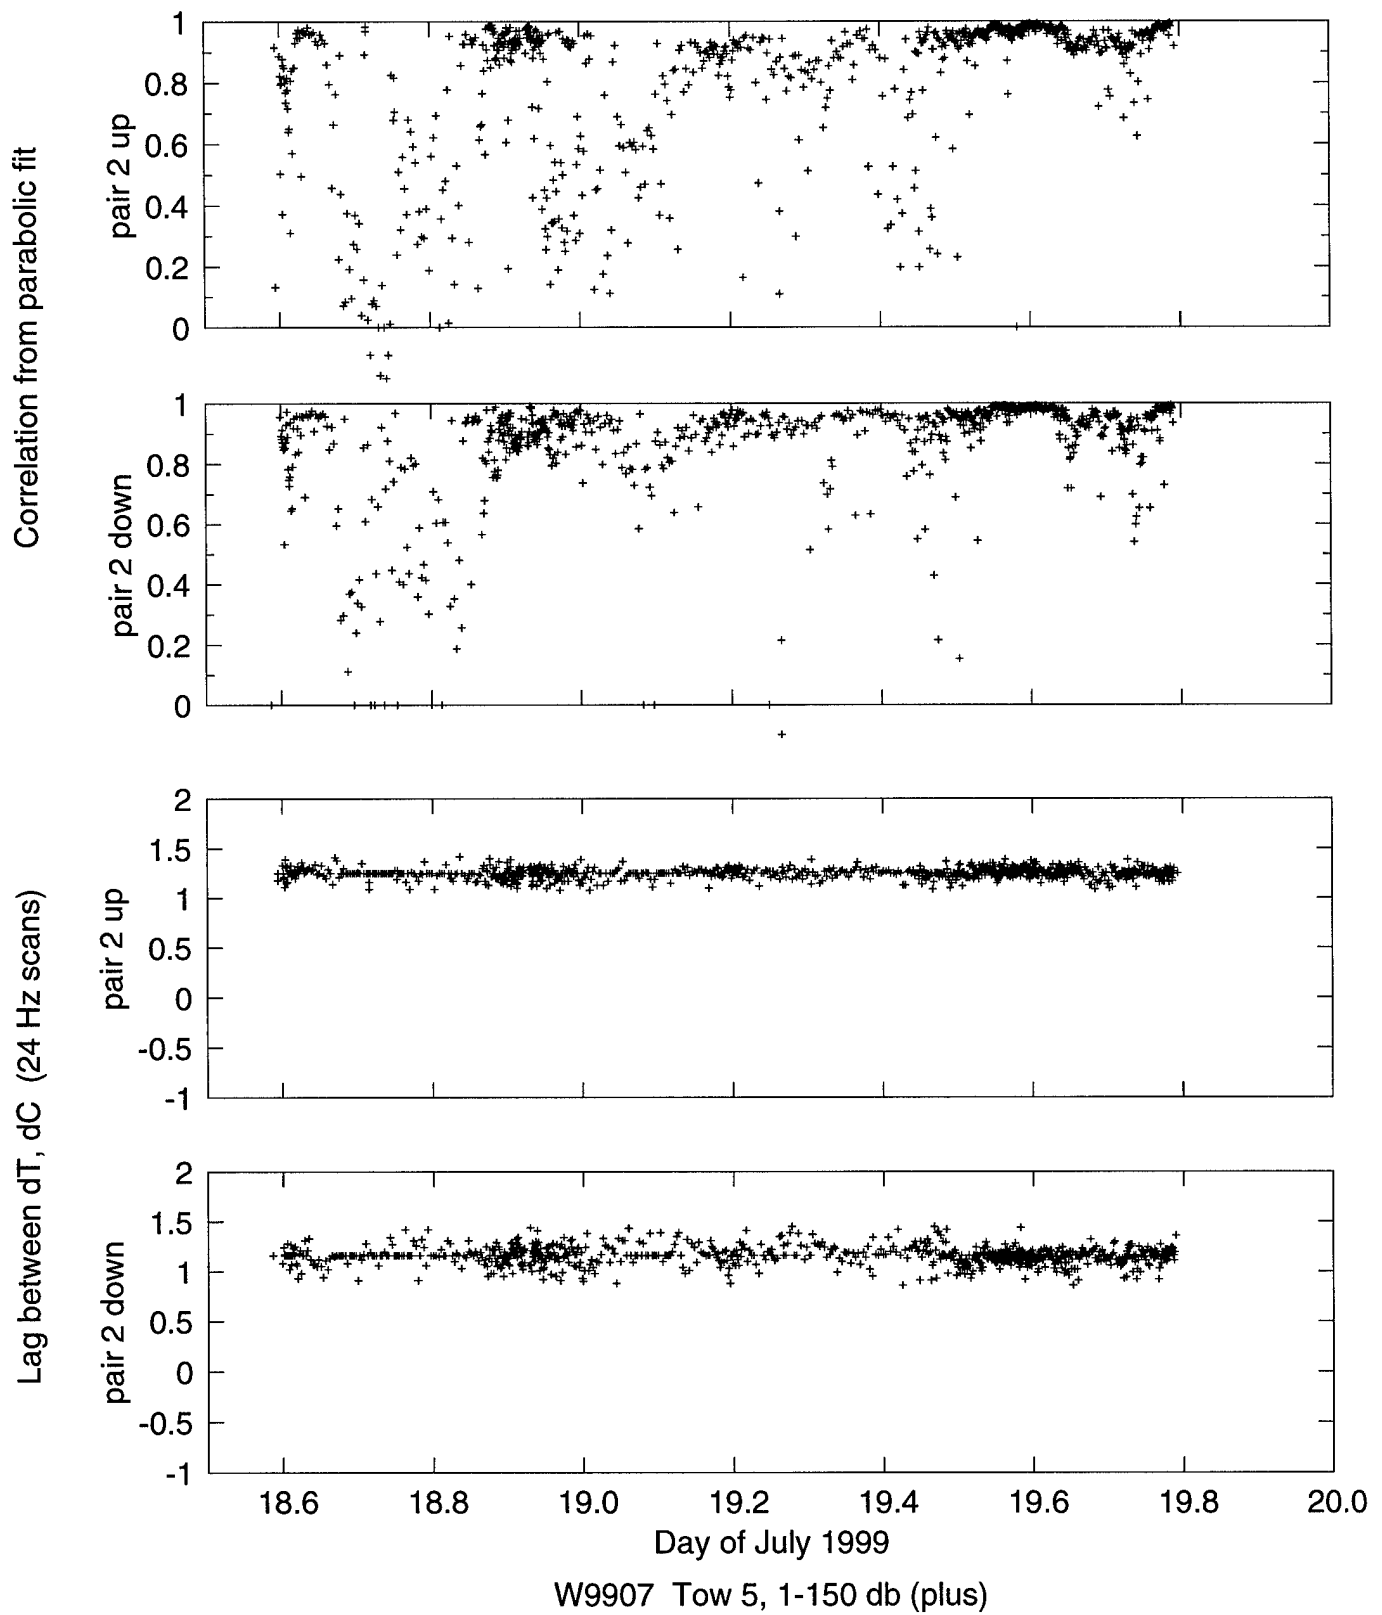 Correlation from parabolic fit
pair 2 up
1
0.8
0.6
0.4
0.2
0
pair 2 down
1
0.8
0.6
0.4
0.2
0
Lag between dT, dC (24 Hz scans)
pair 2 up
2
1.5
1
0.5
0
-0.5
-1
pair 2 down
2
1.5
1
0.5
0
-0.5
-1
18.6 18.8 19.0 19.2 19.4 19.6 19.8 20.0
Day of July 1999
W9907 Tow 5, 1-150 db (plus)